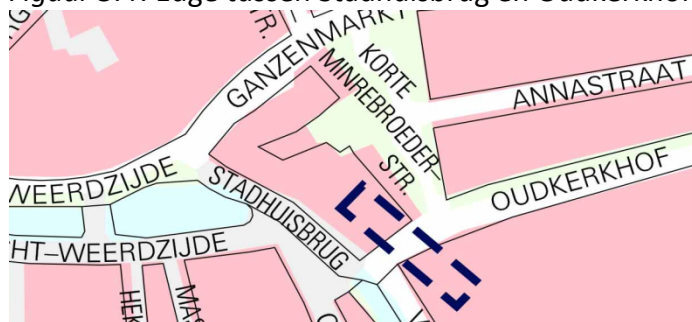 GANZENMARKT
KORTE
MINREBROEDER-
STR.
ANNASTRAAT
OUDKERKHOF
WEERDZIJDE
STADHUISBRUG
HT-WEERDZIJDE